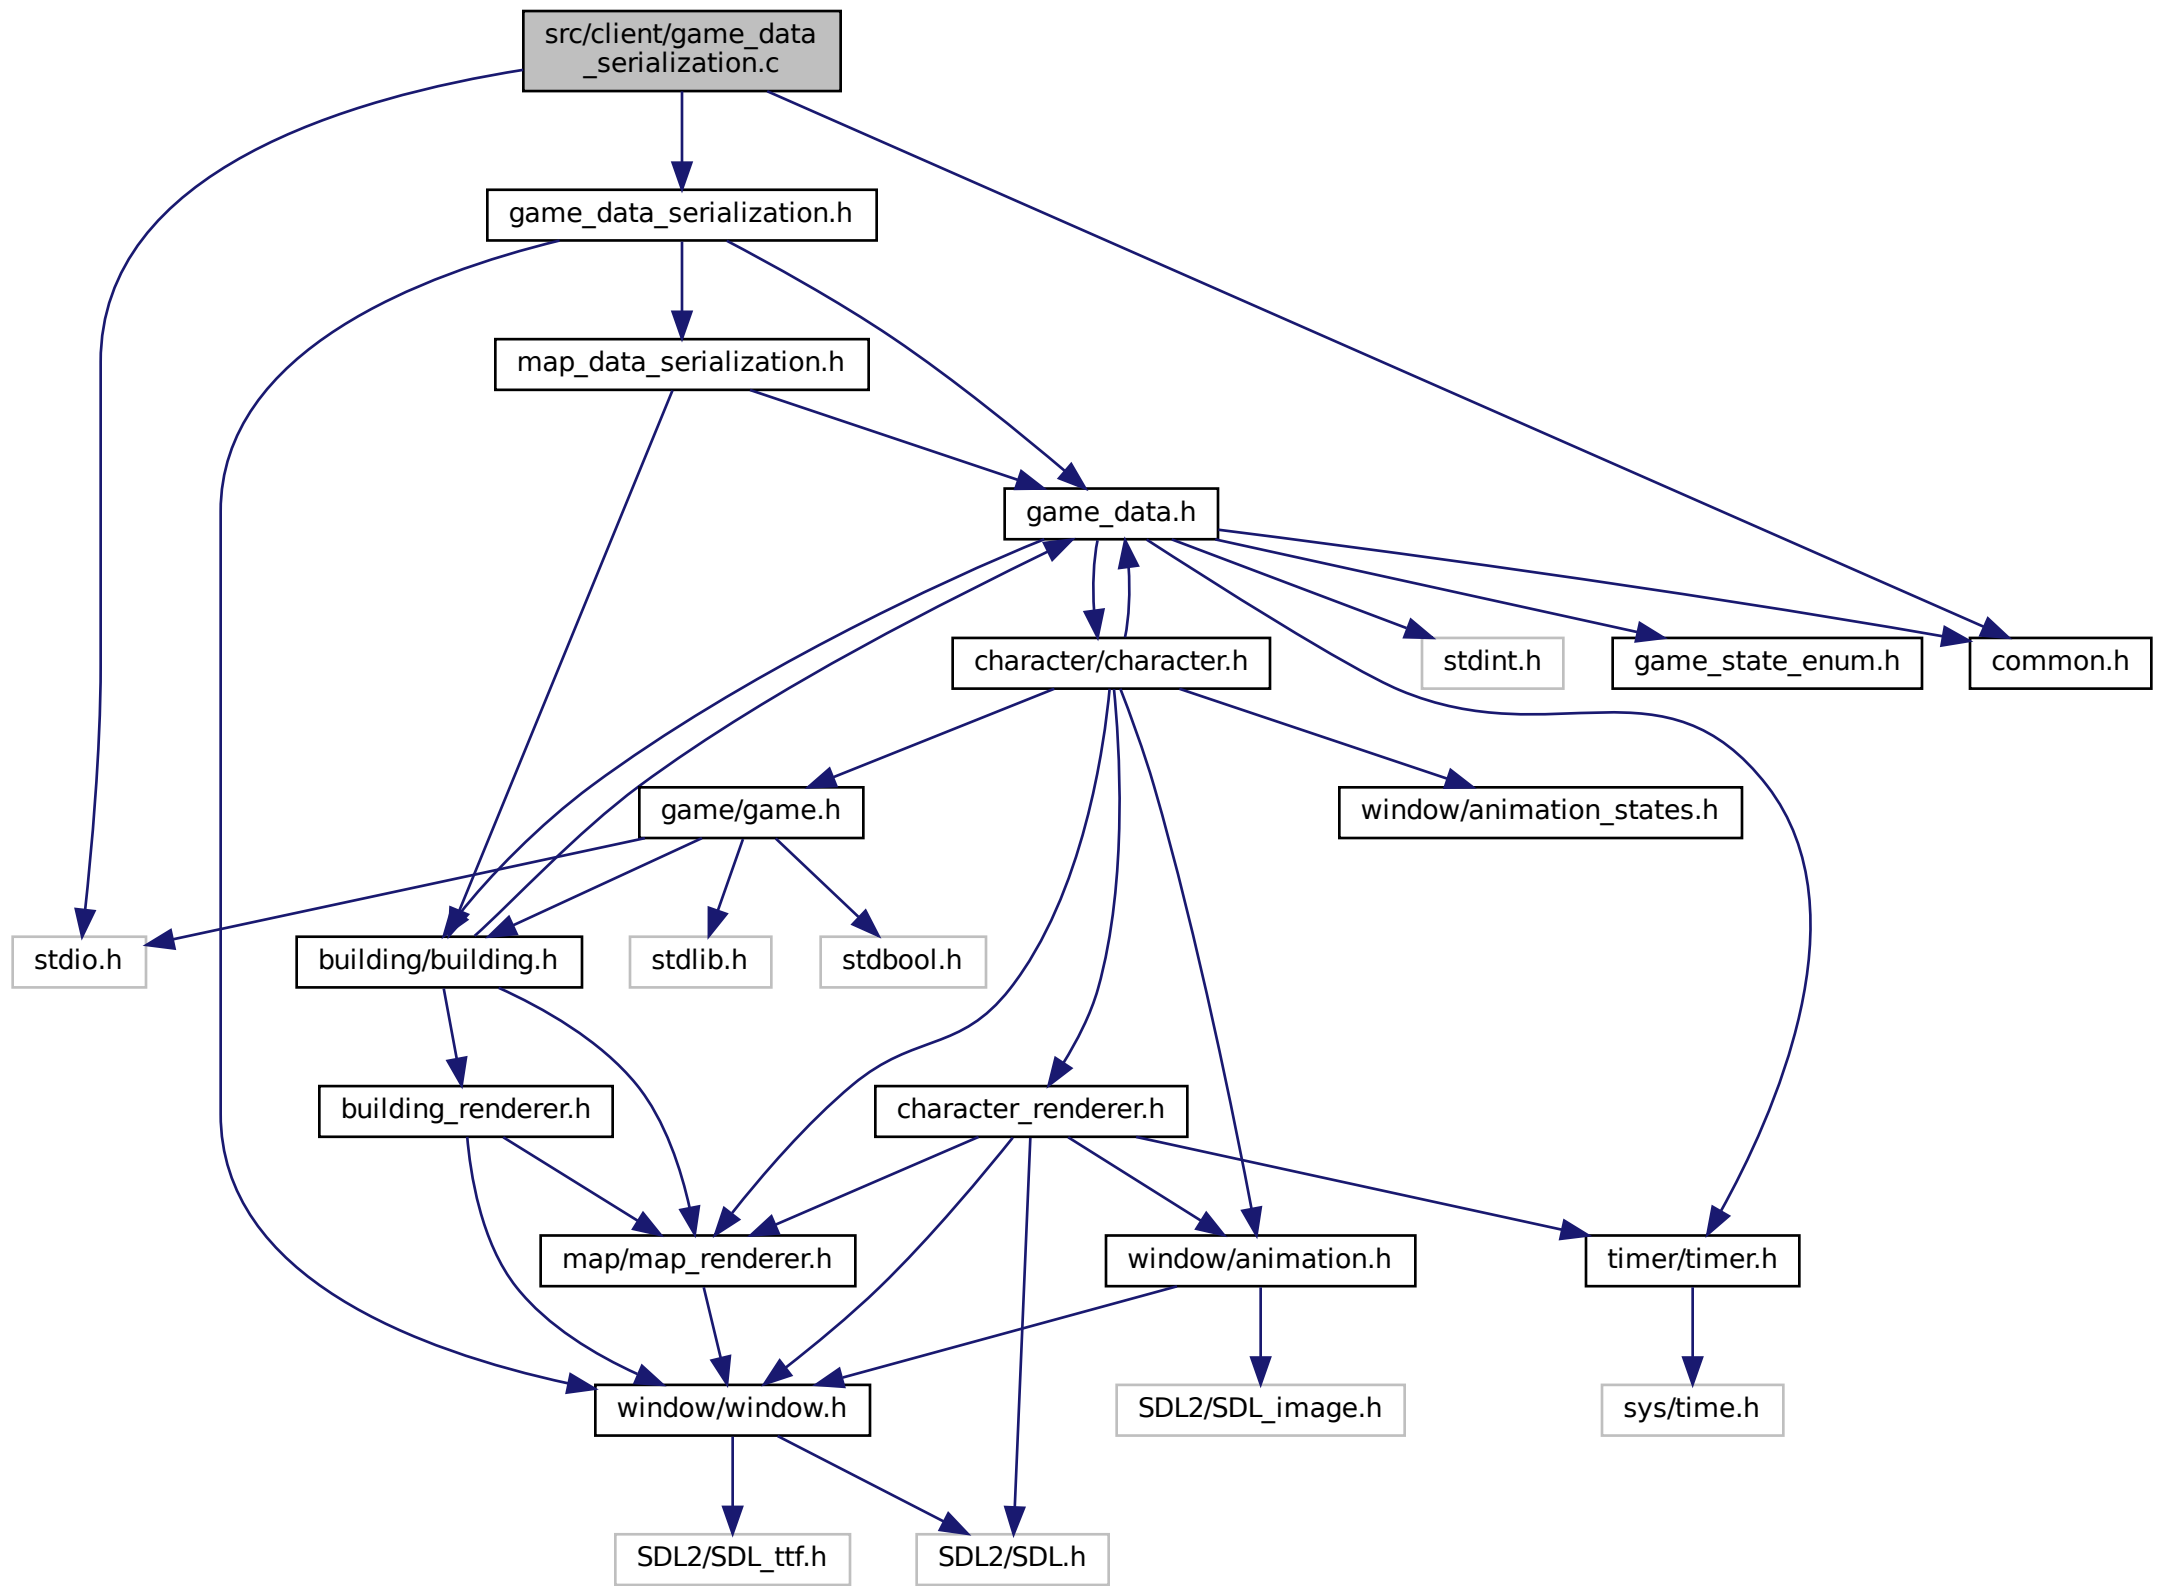 src/client/game_data
_serialization.c
game_data_serialization.h
map_data_serialization.h
game_data.h
character/character.h
stdint.h
game_state_enum.h
common.h
game/game.h
window/animation_states.h
stdio.h
building/building.h
stdlib.h
stdbool.h
building_renderer.h
character_renderer.h
map/map_renderer.h
window/animation.h
timer/timer.h
window/window.h
SDL2/SDL_image.h
sys/time.h
SDL2/SDL_ttf.h
SDL2/SDL.h